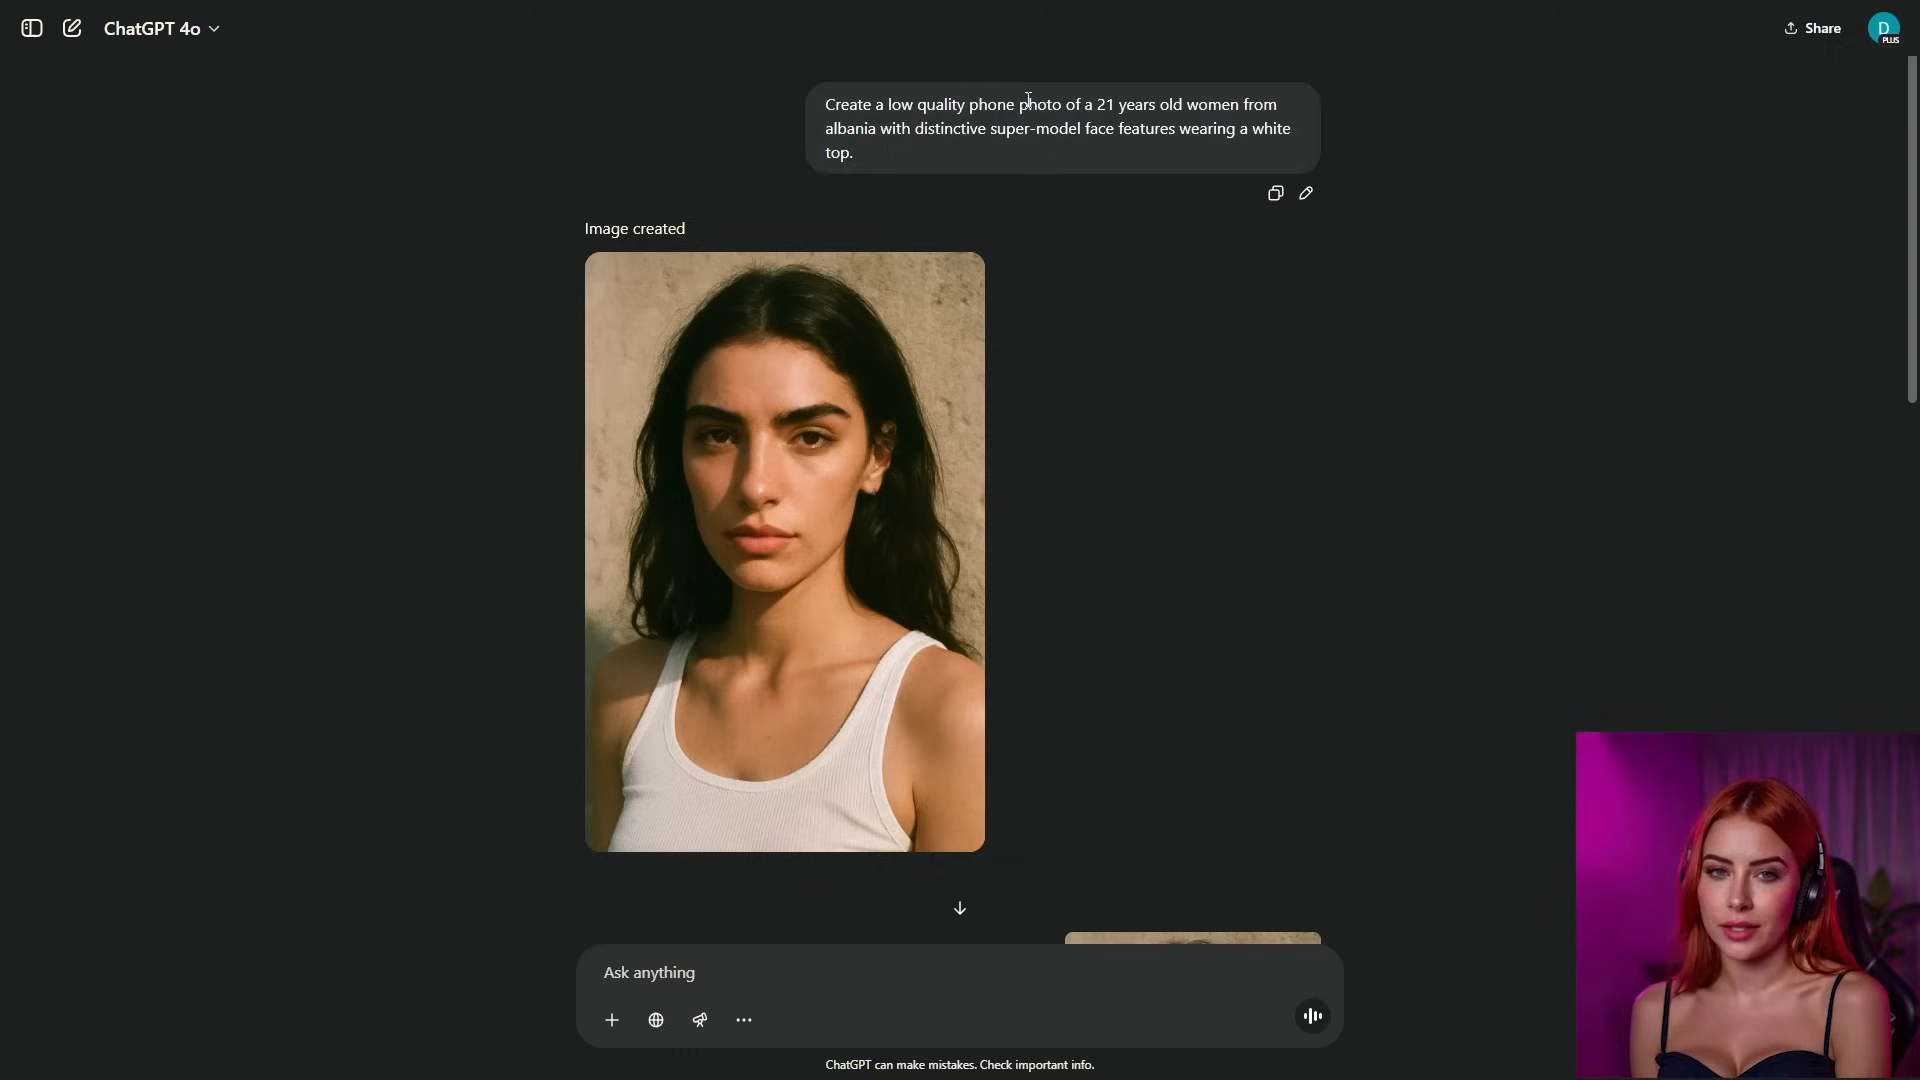 ChatGPT 4o
Share
D
PLUS
Create a low quality phone photo of a 21 years old women from
albania with distinctive super-model face features wearing a white
top.
Image created
Ask anything
ChatGPT can make mistakes. Check important info.